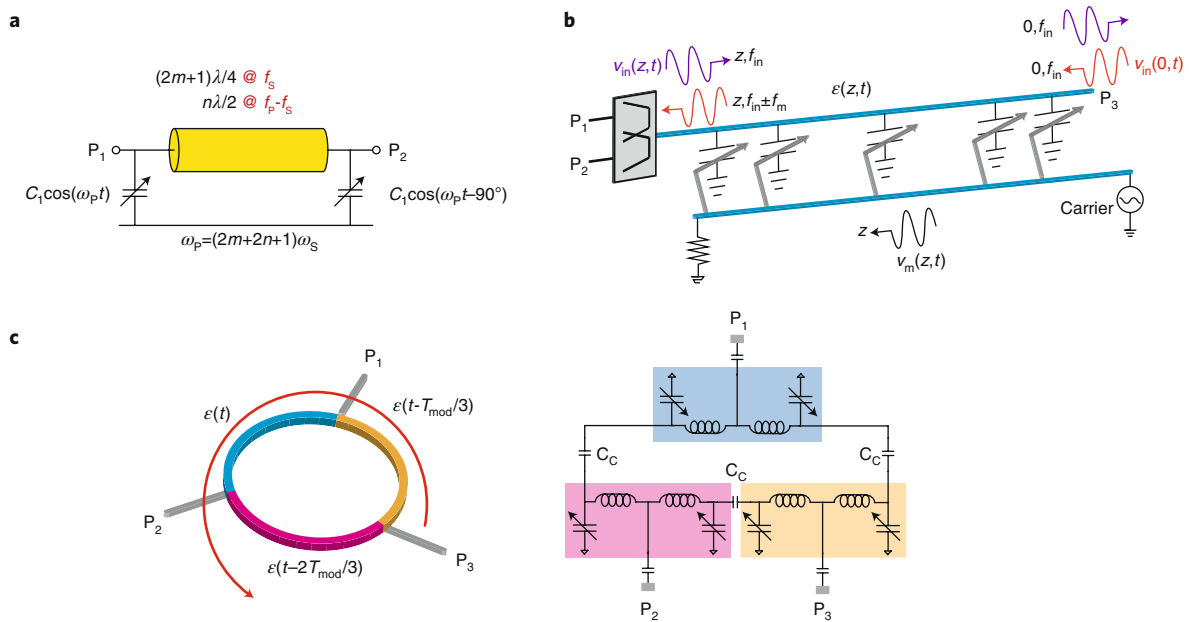 a
(2m+1)λ/4 @ fS
nλ/2 @ fP-fS
P1
P2
C1cos(ωPt)
C1cos(ωPt–90°)
ωP=(2m+2n+1)ωS
b
0,fin
vin(z,t)
z,fin
0,fin
vin(0,t)
ε(z,t)
z,fin±fm
P3
P1
P2
Carrier
z
vm(z,t)
c
P1
ε(t)
ε(t-Tmod/3)
P2
ε(t–2Tmod/3)
P3
P1
CC
CC
CC
P2
P3